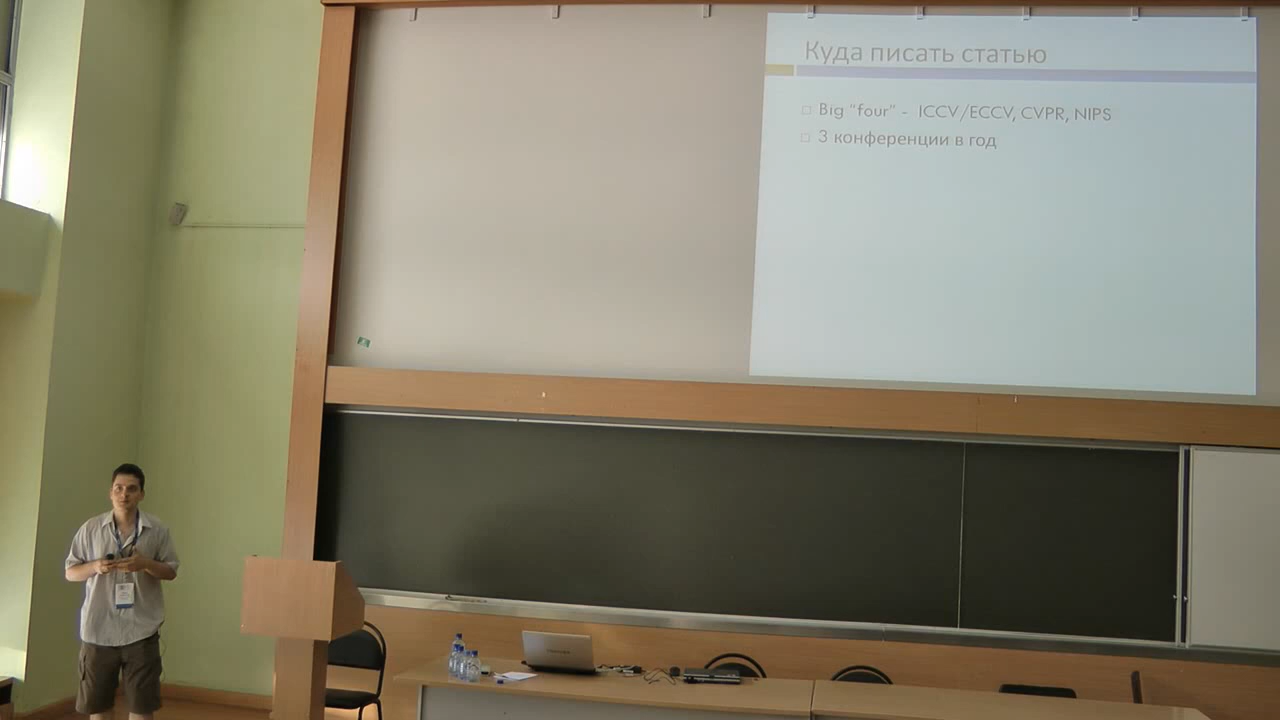 Куда писать статью
Big "four" - ICCV/ECCV, CVPR, NIPS
3 конференции в год